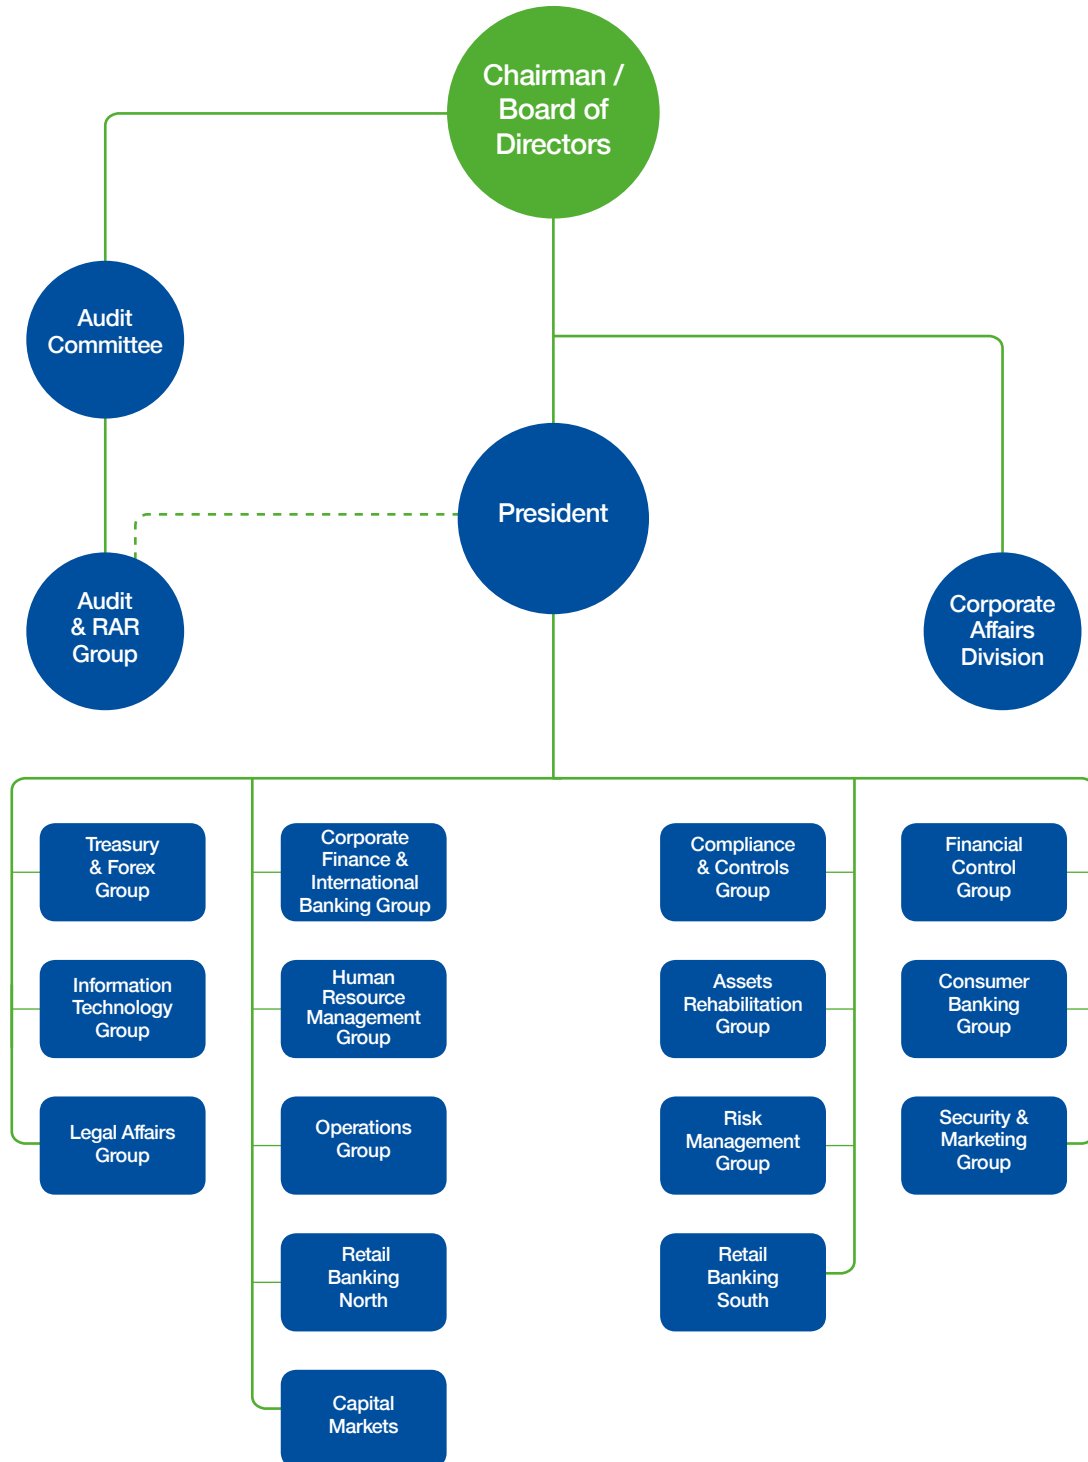 Chairman /
Board of
Directors
Audit
Committee
President
Audit
& RAR
Group
Corporate
Affairs
Division
Treasury
& Forex
Group
Corporate
Finance &
International
Banking Group
Compliance
& Controls
Group
Financial
Control
Group
Information
Technology
Group
Human
Resource
Management
Group
Assets
Rehabilitation
Group
Consumer
Banking
Group
Legal Affairs
Group
Operations
Group
Risk
Management
Group
Security &
Marketing
Group
Retail
Banking
North
Retail
Banking
South
Capital
Markets